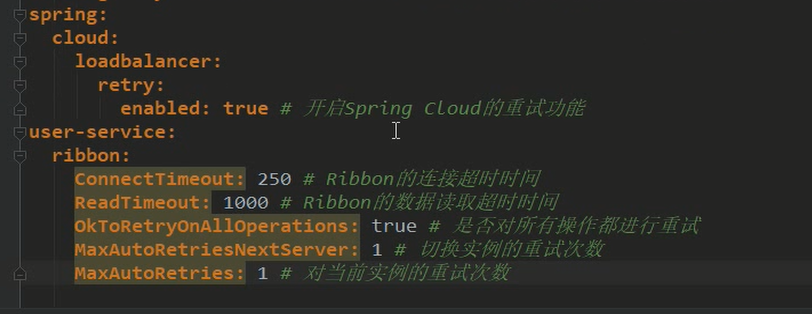 spring:
cloud:
loadbalancer:
retry:
enabled: true # 开启Spring Cloud的重试功能
user-service:
ribbon:
ConnectTimeout: 250 # Ribbon的连接超时时间
ReadTimeout: 1000 # Ribbon的数据读取超时时间
OkToRetryOnAllOperations: true # 是否对所有操作都进行重试
MaxAutoRetriesNextServer: 1 # 切换实例的重试次数
MaxAutoRetries: 1 # 对当前实例的重试次数